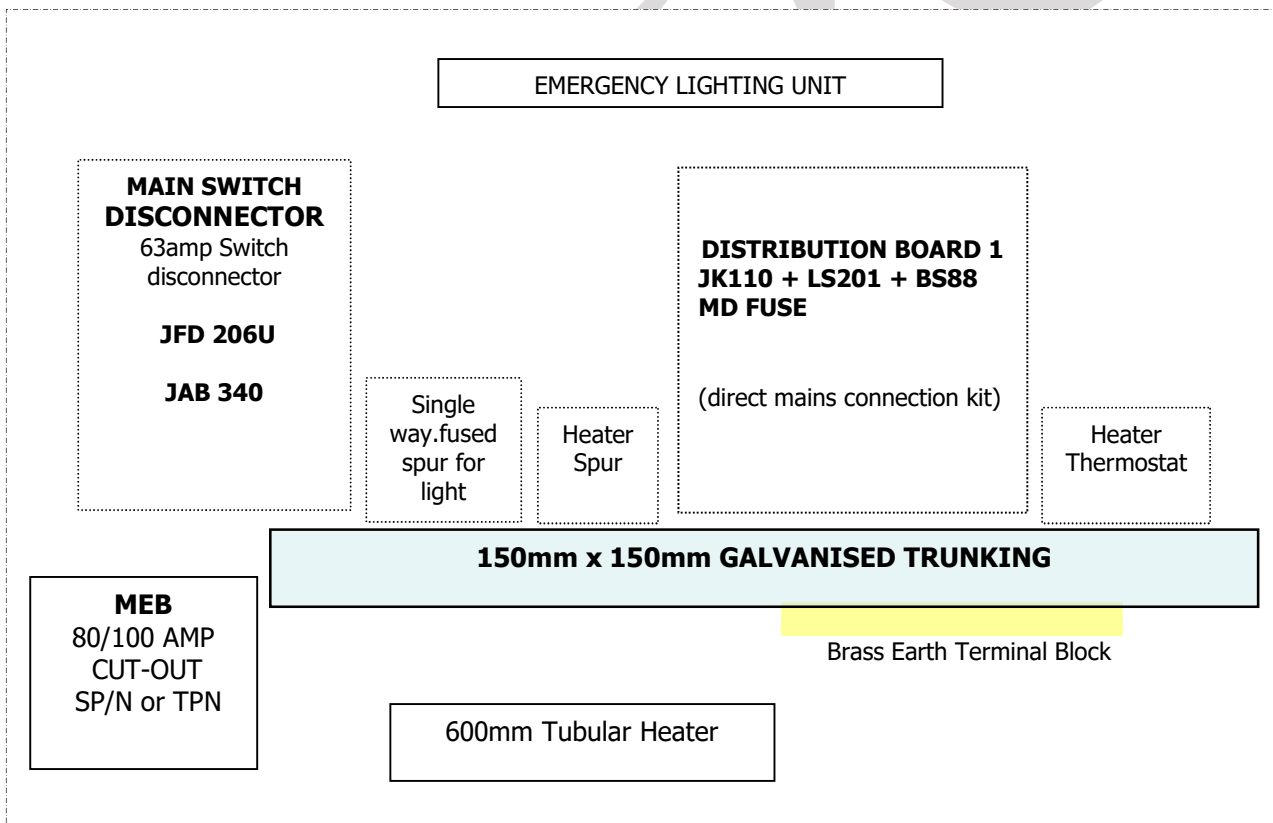 EMERGENCY LIGHTING UNIT
MAIN SWITCH
DISCONNECTOR
63amp Switch
disconnector
JFD 206U
JAB 340
Single
way.fused
spur for
light
Heater
Spur
DISTRIBUTION BOARD 1
JK110 + LS201 + BS88
MD FUSE
(direct mains connection kit)
Heater
Thermostat
150mm x 150mm GALVANISED TRUNKING
MEB
80/100 AMP
CUT-OUT
SP/N or TPN
Brass Earth Terminal Block
600mm Tubular Heater